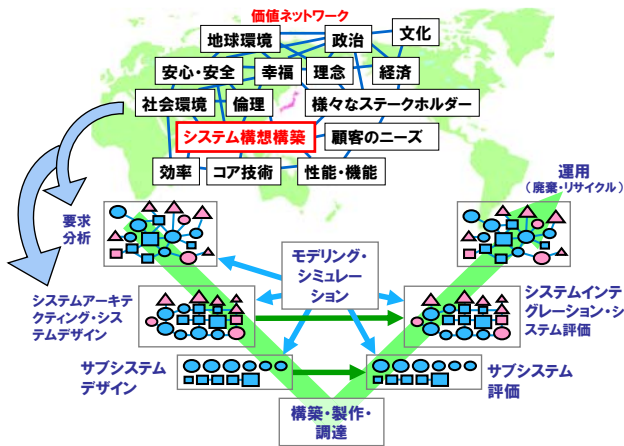 価値ネットワーク
地球環境
政治
文化
安心・安全
幸福
理念
経済
社会環境
倫理
様々なステークホルダー
システム構想構築
顧客のニーズ
効率
コア技術
性能・機能
運用
（廃棄・リサイクル）
要求
分析
モデリング・
シミュレー
ション
システムアーキテ
クティング・シス
テムデザイン
システムインテ
グレーション・シ
ステム評価
サブシステム
デザイン
サブシステム
評価
構築・製作・
調達